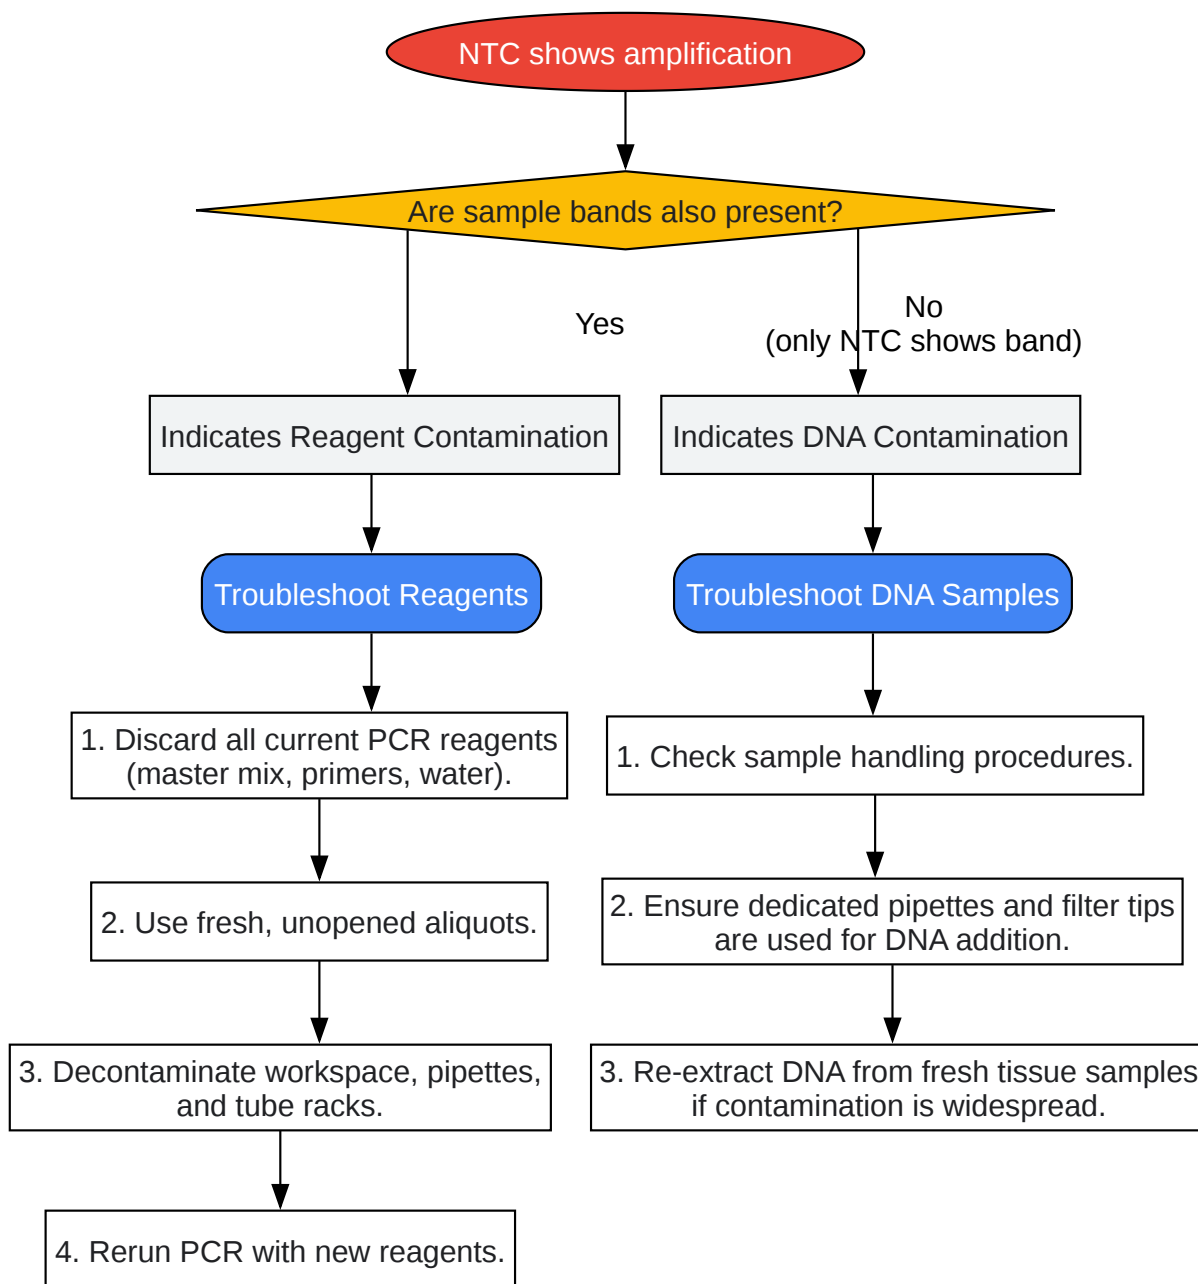 NTC shows amplification
Are sample bands also present?
Yes
No
(only NTC shows band)
Indicates Reagent Contamination
Indicates DNA Contamination
Troubleshoot Reagents
Troubleshoot DNA Samples
1. Discard all current PCR reagents
(master mix, primers, water).
1. Check sample handling procedures.
2. Use fresh, unopened aliquots.
2. Ensure dedicated pipettes and filter tips
are used for DNA addition.
3. Decontaminate workspace, pipettes,
and tube racks.
3. Re-extract DNA from fresh tissue samples
if contamination is widespread.
4. Rerun PCR with new reagents.